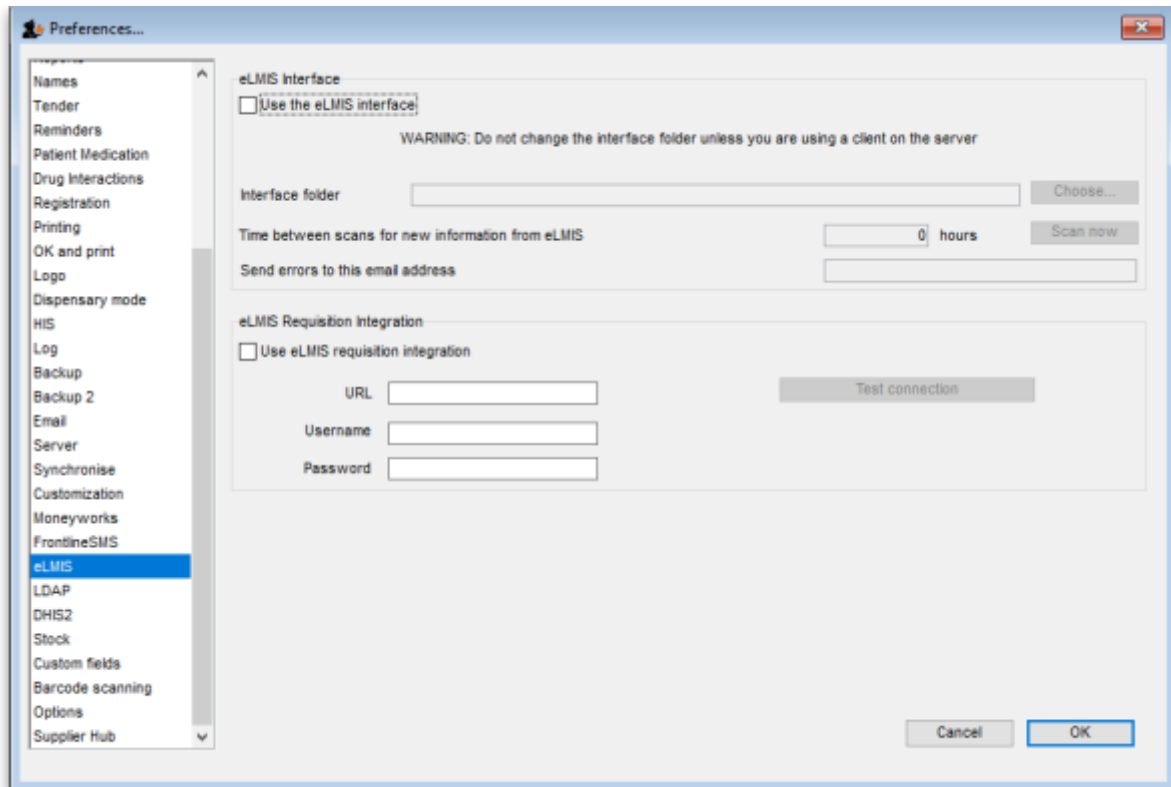 Preferences...
Reports
Names
Tender
Reminders
Patient Medication
Drug Interactions
Registration
Printing
OK and print
Logo
Dispensary mode
HIS
Log
Backup
Backup 2
Email
Server
Synchronise
Customization
Moneyworks
FrontlineSMS
eLMIS
LDAP
DHIS2
Stock
Custom fields
Barcode scanning
Options
Supplier Hub
eLMIS Interface
Use the eLMIS interface
WARNING: Do not change the interface folder unless you are using a client on the server
Interface folder Choose...
Time between scans for new information from eLMIS 0 hours Scan now
Send errors to this email address
eLMIS Requisition Integration
Use eLMIS requisition integration
URL Test connection
Username
Password
Cancel OK